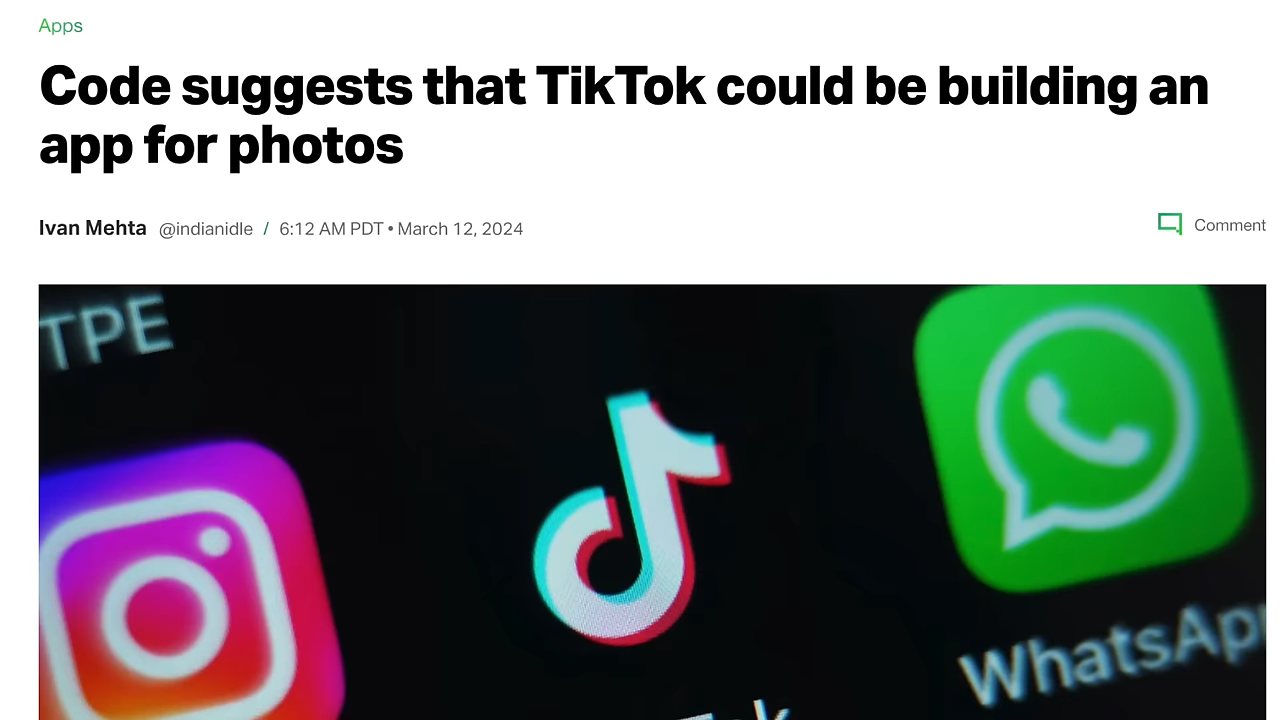 Apps
Code suggests that TikTok could be building an
app for photos
Ivan Mehta @indianidle / 6:12 AM PDT • March 12, 2024
Comment
TPE
WhatsAp